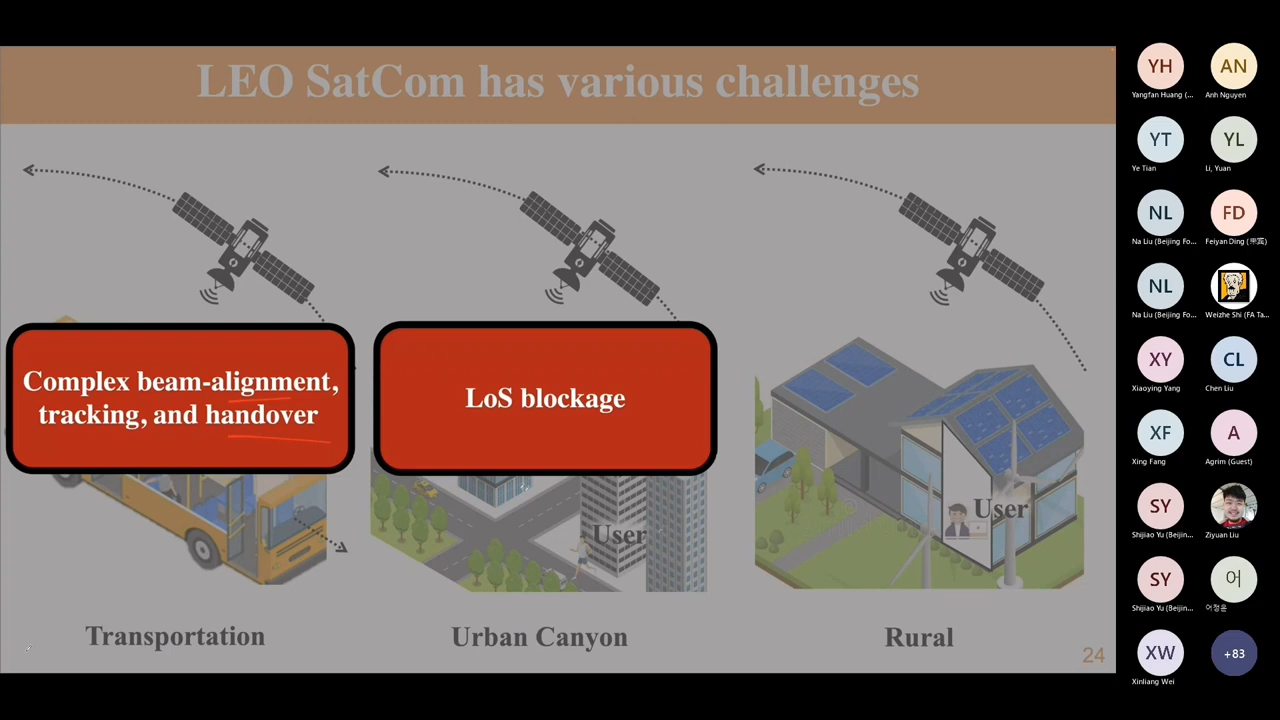 LEO SatCom has various challenges
Complex beam-alignment,
tracking, and handover
LoS blockage
User
User
Transportation
Urban Canyon
Rural
24
YH
Yangfan Huang (...
AN
Anh Nguyen
YT
Ye Tian
YL
Li, Yuan
NL
Na Liu (Beijing Fo...
FD
NL
Na Liu (Beijing Fo...
Weizhe Shi (FA Ta...
XY
Xiaoying Yang
CL
Chen Liu
XF
Xing Fang
A
Agrim (Guest)
SY
Shijiao Yu (Beijin...
Ziyuan Liu
SY
Shijiao Yu (Beijin...
어
어정윤
XW
Xinliang Wei
+83